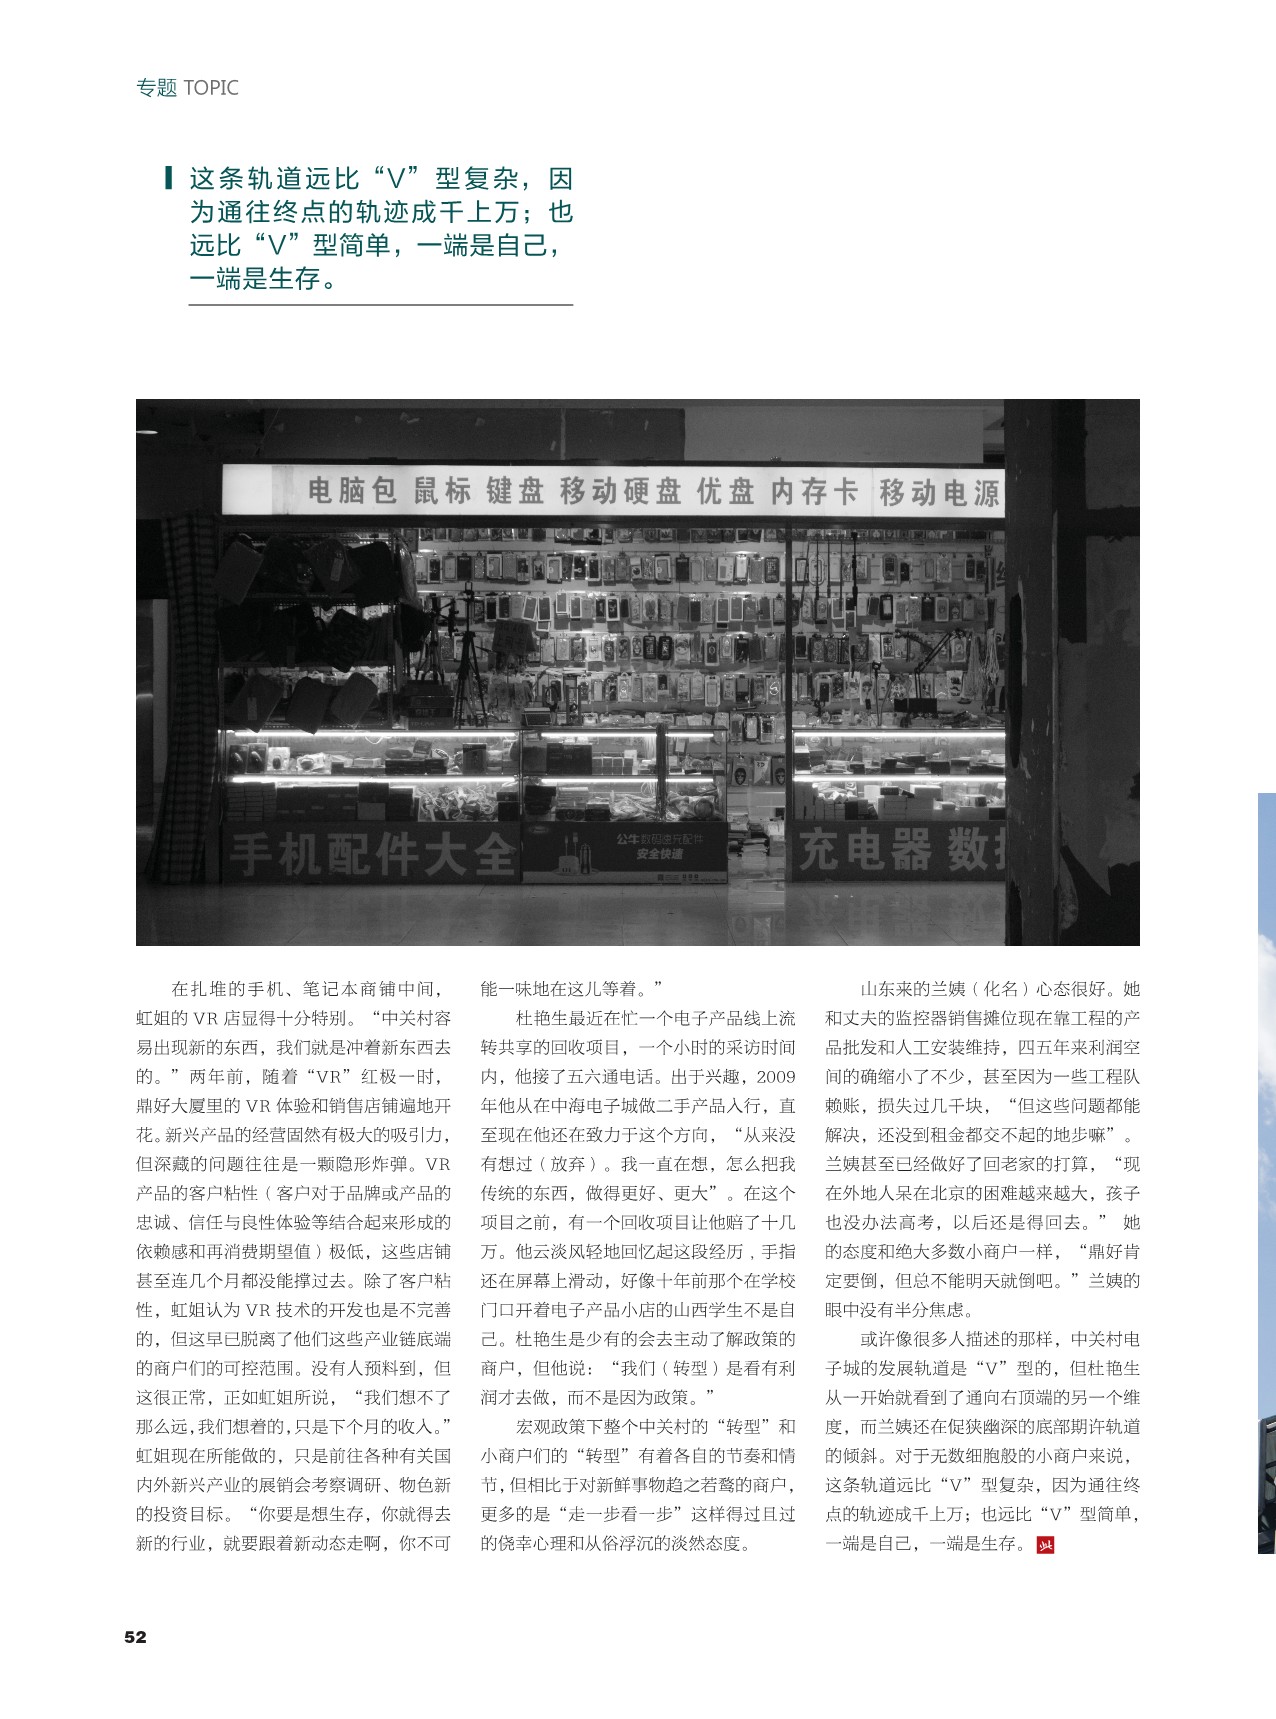 专题 TOPIC
这条轨道远比“V”型复杂，因
为通往终点的轨迹成千上万；也
远比“V”型简单，一端是自己，
一端是生存。
电脑包 鼠标 键盘 移动硬盘 优盘 内存卡 移动电源
手机配件大全
公牛数码速充配件
安全快速
充电器 数据
在扎堆的手机、笔记本商铺中间，
虹姐的 VR 店显得十分特别。“中关村容
易出现新的东西，我们就是冲着新东西去
的。”两年前，随着“VR”红极一时，
鼎好大厦里的 VR 体验和销售店铺遍地开
花。新兴产品的经营固然有极大的吸引力，
但深藏的问题往往是一颗隐形炸弹。VR
产品的客户粘性（客户对于品牌或产品的
忠诚、信任与良性体验等结合起来形成的
依赖感和再消费期望值）极低，这些店铺
甚至连几个月都没能撑过去。除了客户粘
性，虹姐认为 VR 技术的开发也是不完善
的，但这早已脱离了他们这些产业链底端
的商户们的可控范围。没有人预料到，但
这很正常，正如虹姐所说，“我们想不了
那么远，我们想着的，只是下个月的收入。”
虹姐现在所能做的，只是前往各种有关国
内外新兴产业的展销会考察调研、物色新
的投资目标。“你要是想生存，你就得去
新的行业，就要跟着新动态走啊，你不可
能一味地在这儿等着。”
杜艳生最近在忙一个电子产品线上流
转共享的回收项目，一个小时的采访时间
内，他接了五六通电话。出于兴趣，2009
年他从在中海电子城做二手产品入行，直
至现在他还在致力于这个方向，“从来没
有想过（放弃）。我一直在想，怎么把我
传统的东西，做得更好、更大”。在这个
项目之前，有一个回收项目让他赔了十几
万。他云淡风轻地回忆起这段经历，手指
还在屏幕上滑动，好像十年前那个在学校
门口开着电子产品小店的山西学生不是自
己。杜艳生是少有的会去主动了解政策的
商户，但他说：“我们（转型）是看有利
润才去做，而不是因为政策。”
宏观政策下整个中关村的“转型”和
小商户们的“转型”有着各自的节奏和情
节，但相比于对新鲜事物趋之若鹜的商户，
更多的是“走一步看一步”这样得过且过
的侥幸心理和从俗浮沉的淡然态度。
山东来的兰姨（化名）心态很好。她
和丈夫的监控器销售摊位现在靠工程的产
品批发和人工安装维持，四五年来利润空
间的确缩小了不少，甚至因为一些工程队
赖账，损失过几千块，“但这些问题都能
解决，还没到租金都交不起的地步嘛”。
兰姨甚至已经做好了回老家的打算，“现
在外地人呆在北京的困难越来越大，孩子
也没办法高考，以后还是得回去。” 她
的态度和绝大多数小商户一样，“鼎好肯
定要倒，但总不能明天就倒吧。”兰姨的
眼中没有半分焦虑。
或许像很多人描述的那样，中关村电
子城的发展轨道是“V”型的，但杜艳生
从一开始就看到了通向右顶端的另一个维
度，而兰姨还在促狭幽深的底部期许轨道
的倾斜。对于无数细胞般的小商户来说，
这条轨道远比“V”型复杂，因为通往终
点的轨迹成千上万；也远比“V”型简单，
一端是自己，一端是生存。
52